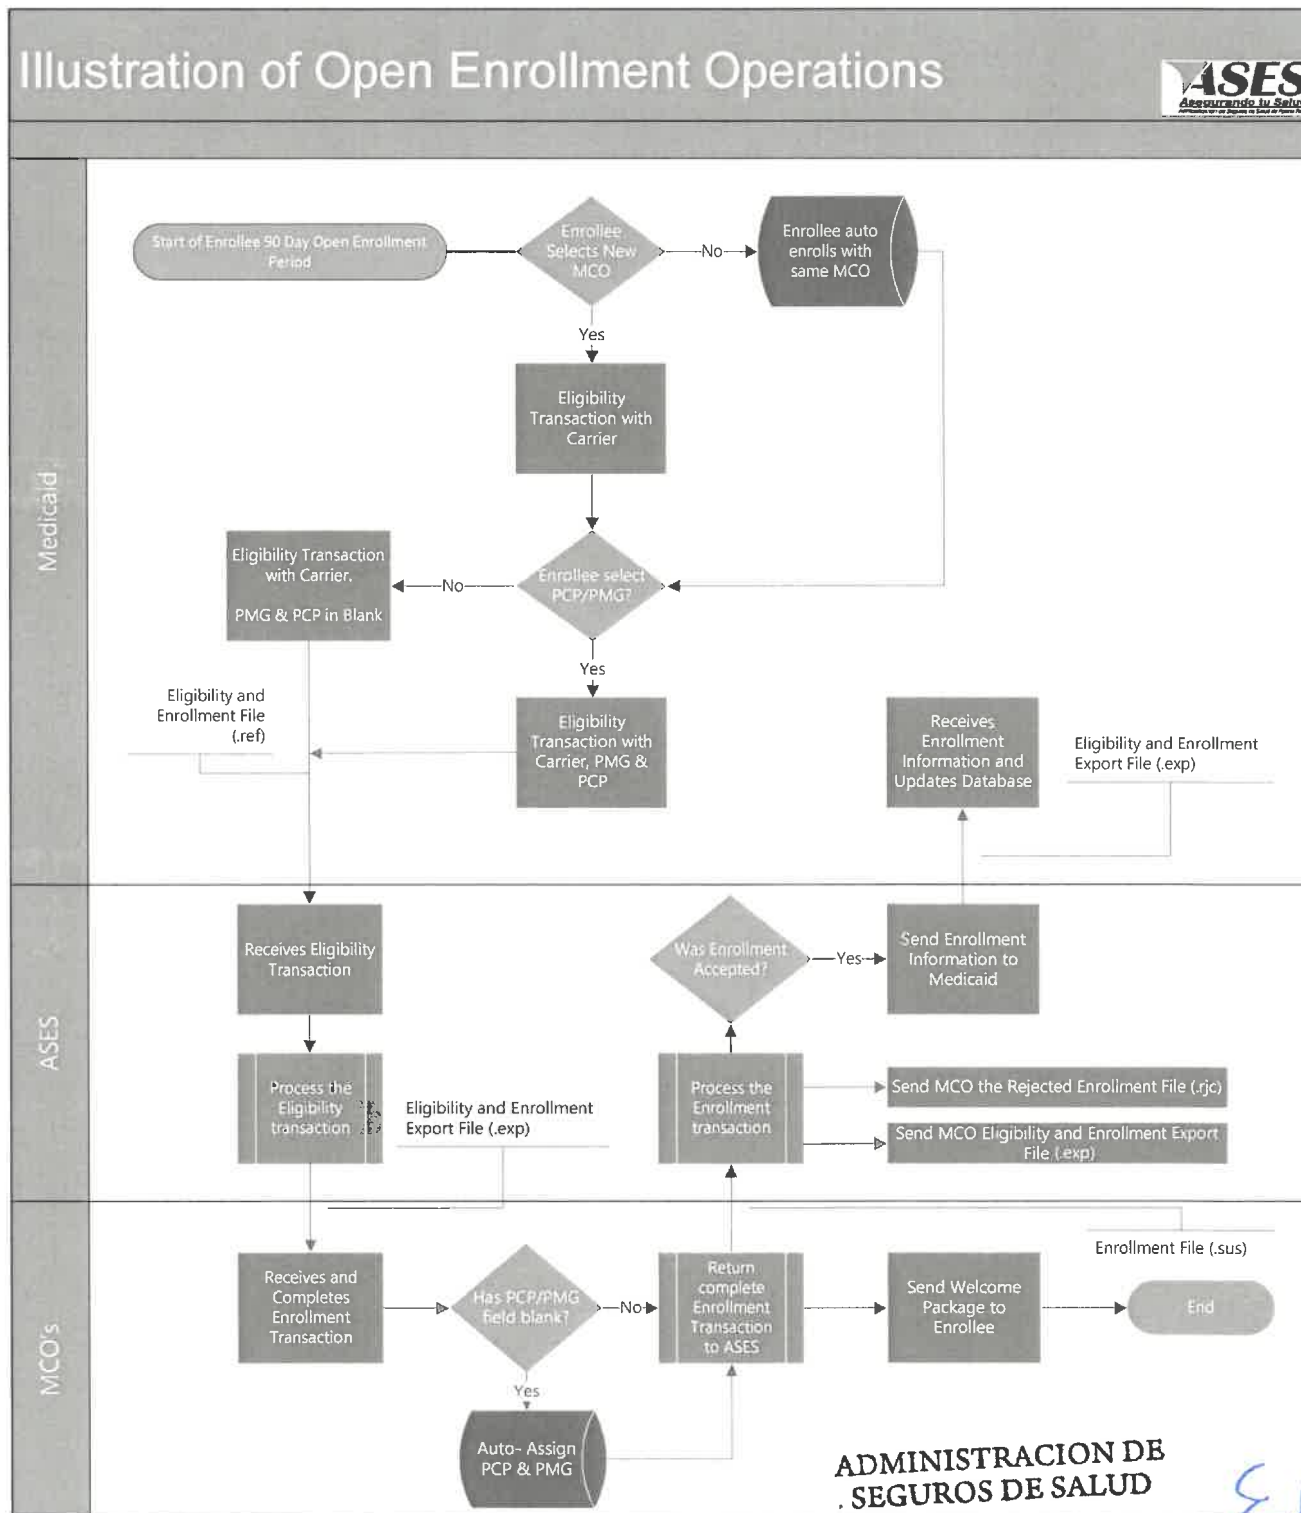 Illustration of Open Enrollment Operations
ASES
Asegurando tu Salud
Medicaid
Start of Enrollee 90 Day Open Enrollment
Period
Enrollee
Selects New
MCO
No
Enrollee auto
enrolls with
same MCO
Yes
Eligibility
Transaction with
Carrier
Eligibility Transaction
with Carrier.
PMG & PCP in Blank
No
Enrollee select
PCP/PMG?
Yes
Eligibility and
Enrollment File
(.ref)
Eligibility
Transaction with
Carrier, PMG &
PCP
Receives
Enrollment
Information and
Updates Database
Eligibility and Enrollment
Export File (.exp)
ASES
Receives Eligibility
Transaction
Was Enrollment
Accepted?
Yes
Send Enrollment
Information to
Medicaid
Process the
Eligibility
transaction
Eligibility and Enrollment
Export File (.exp)
Process the
Enrollment
transaction
Send MCO the Rejected Enrollment File (.rjc)
Send MCO Eligibility and Enrollment Export
File (.exp)
MCO's
Receives and
Completes
Enrollment
Transaction
Has PCP/PMG
field blank?
No
Return
complete
Enrollment
Transaction
to ASES
Send Welcome
Package to
Enrollee
Enrollment File (.sus)
End
Yes
Auto- Assign
PCP & PMG
ADMINISTRACION DE
. SEGUROS DE SALUD